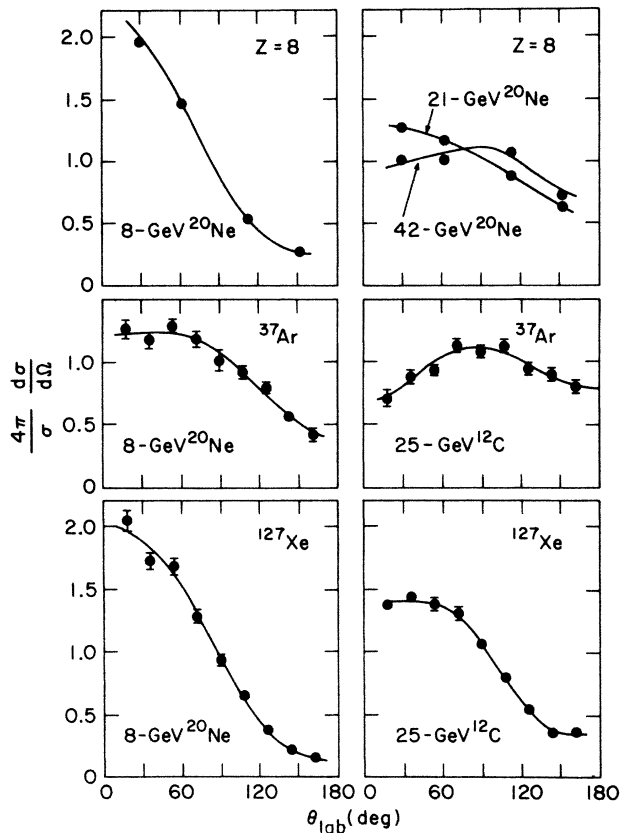 2.0
1.5
1.0
0.5
0
Z = 8
8-GeV ²⁰Ne
Z = 8
21-GeV ²⁰Ne
42-GeV ²⁰Ne
1.0
0.5
0
³⁷Ar
8-GeV ²⁰Ne
³⁷Ar
25-GeV ¹²C
2.0
1.5
1.0
0.5
0
¹²⁷Xe
8-GeV ²⁰Ne
¹²⁷Xe
25-GeV ¹²C
4π/σ dσ/dΩ
0 60 120 180 60 120 180
θlab (deg)